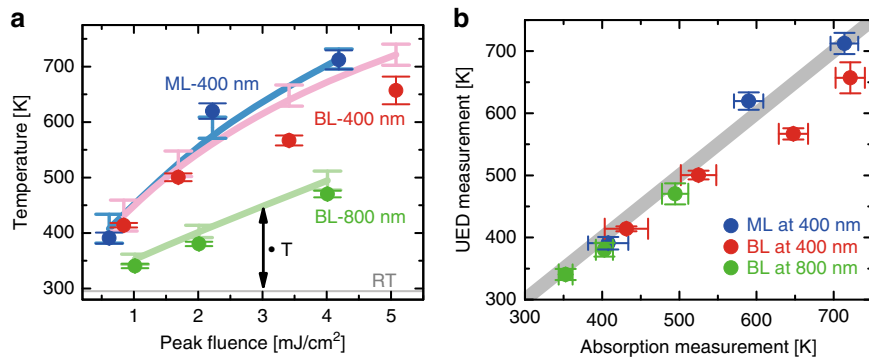 a
Temperature [K]
700
600
500
400
300
ML-400 nm
BL-400 nm
BL-800 nm
• T
RT
1 2 3 4 5
Peak fluence [mJ/cm²]
b
UED measurement [K]
700
600
500
400
300
ML at 400 nm
BL at 400 nm
BL at 800 nm
300 400 500 600 700
Absorption measurement [K]